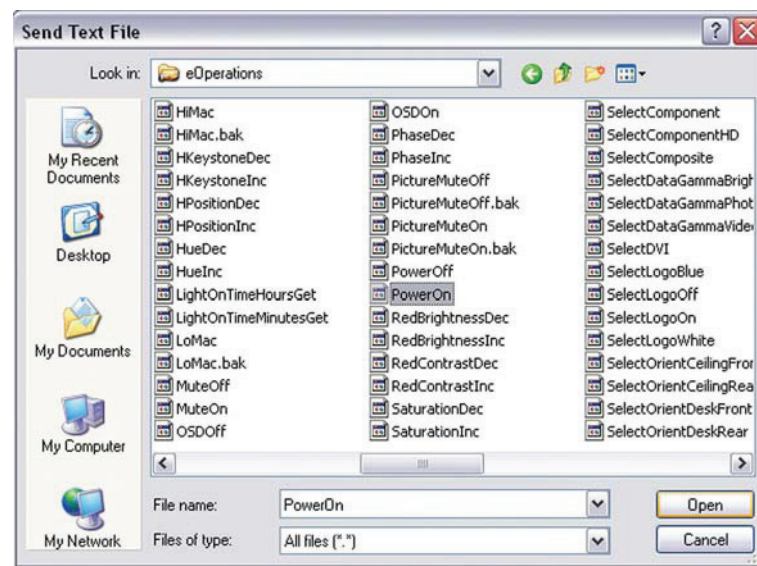 Send Text File
Look in:
eOperations
My Recent
Documents
Desktop
My Documents
My Computer
My Network
HiMac
HiMac.bak
HKeystoneDec
HKeystoneInc
HPositionDec
HPositionInc
HueDec
HueInc
LightOnTimeHoursGet
LightOnTimeMinutesGet
LoMac
LoMac.bak
MuteOff
MuteOn
OSDOff
OSDOn
PhaseDec
PhaseInc
PictureMuteOff
PictureMuteOff.bak
PictureMuteOn
PictureMuteOn.bak
PowerOff
PowerOn
RedBrightnessDec
RedBrightnessInc
RedContrastDec
RedContrastInc
SaturationDec
SaturationInc
SelectComponent
SelectComponentHD
SelectComposite
SelectDataGammaBrigh
SelectDataGammaPhot
SelectDataGammaVide
SelectDVI
SelectLogoBlue
SelectLogoOff
SelectLogoOn
SelectLogoWhite
SelectOrientCeilingFror
SelectOrientCeilingRea
SelectOrientDeskFront
SelectOrientDeskRear
File name:
PowerOn
Open
Files of type:
All files (*.*)
Cancel